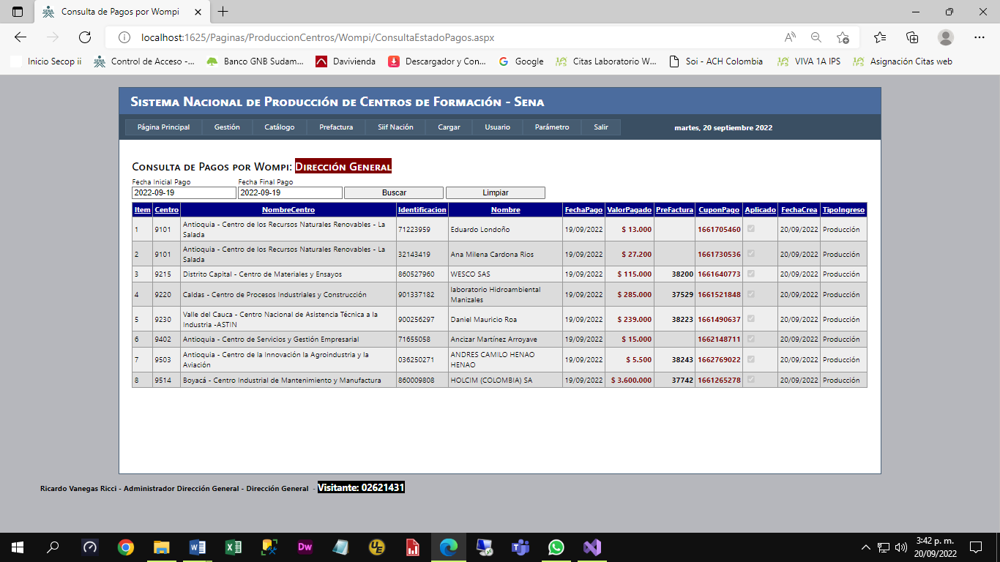 Consulta de Pagos por Wompi
localhost:1625/Paginas/ProduccionCentros/Wompi/ConsultaEstadoPagos.aspx
Inicio Secop ii Control de Acceso -... Banco GNB Sudam... Davivienda Descargador y Con... Google Citas Laboratorio W... Soi - ACH Colombia VIVA 1A IPS Asignación Citas web
Sistema Nacional de Producción de Centros de Formación - Sena
Página Principal Gestión Catálogo Prefactura Siif Nación Cargar Usuario Parámetro Salir martes, 20 septiembre 2022
Consulta de Pagos por Wompi: Dirección General
Fecha Inicial Pago Fecha Final Pago
2022-09-19 2022-09-19 Buscar Limpiar
Item Centro NombreCentro Identificacion Nombre FechaPago ValorPagado PreFactura CuponPago Aplicado FechaCrea TipoIngreso
1 9101 Antioquia - Centro de los Recursos Naturales Renovables - La Salada 71223959 Eduardo Londoño 19/09/2022 $ 13.000 1661705460 20/09/2022 Producción
2 9101 Antioquia - Centro de los Recursos Naturales Renovables - La Salada 32143419 Ana Milena Cardona Rios 19/09/2022 $ 27.200 1661730536 20/09/2022 Producción
3 9215 Distrito Capital - Centro de Materiales y Ensayos 860527960 WESCO SAS 19/09/2022 $ 115.000 38200 1661640773 20/09/2022 Producción
4 9220 Caldas - Centro de Procesos Industriales y Construcción 901337182 laboratorio Hidroambiental Manizales 19/09/2022 $ 285.000 37529 1661521848 20/09/2022 Producción
5 9230 Valle del Cauca - Centro Nacional de Asistencia Técnica a la Industria -ASTIN 900256297 Daniel Mauricio Roa 19/09/2022 $ 239.000 38223 1661490637 20/09/2022 Producción
6 9402 Antioquia - Centro de Servicios y Gestión Empresarial 71655058 Ancizar Martínez Arroyave 19/09/2022 $ 15.000 1662148711 20/09/2022 Producción
7 9503 Antioquia - Centro de la Innovación la Agroindustria y la Aviación 036250271 ANDRES CAMILO HENAO HENAO 19/09/2022 $ 5.500 38243 1662769022 20/09/2022 Producción
8 9514 Boyacá - Centro Industrial de Mantenimiento y Manufactura 860009808 HOLCIM (COLOMBIA) SA 19/09/2022 $ 3.600.000 37742 1661265278 20/09/2022 Producción
Ricardo Vanegas Ricci - Administrador Dirección General - Dirección General - Visitante: 02621431
Dw
3:42 p. m.
20/09/2022